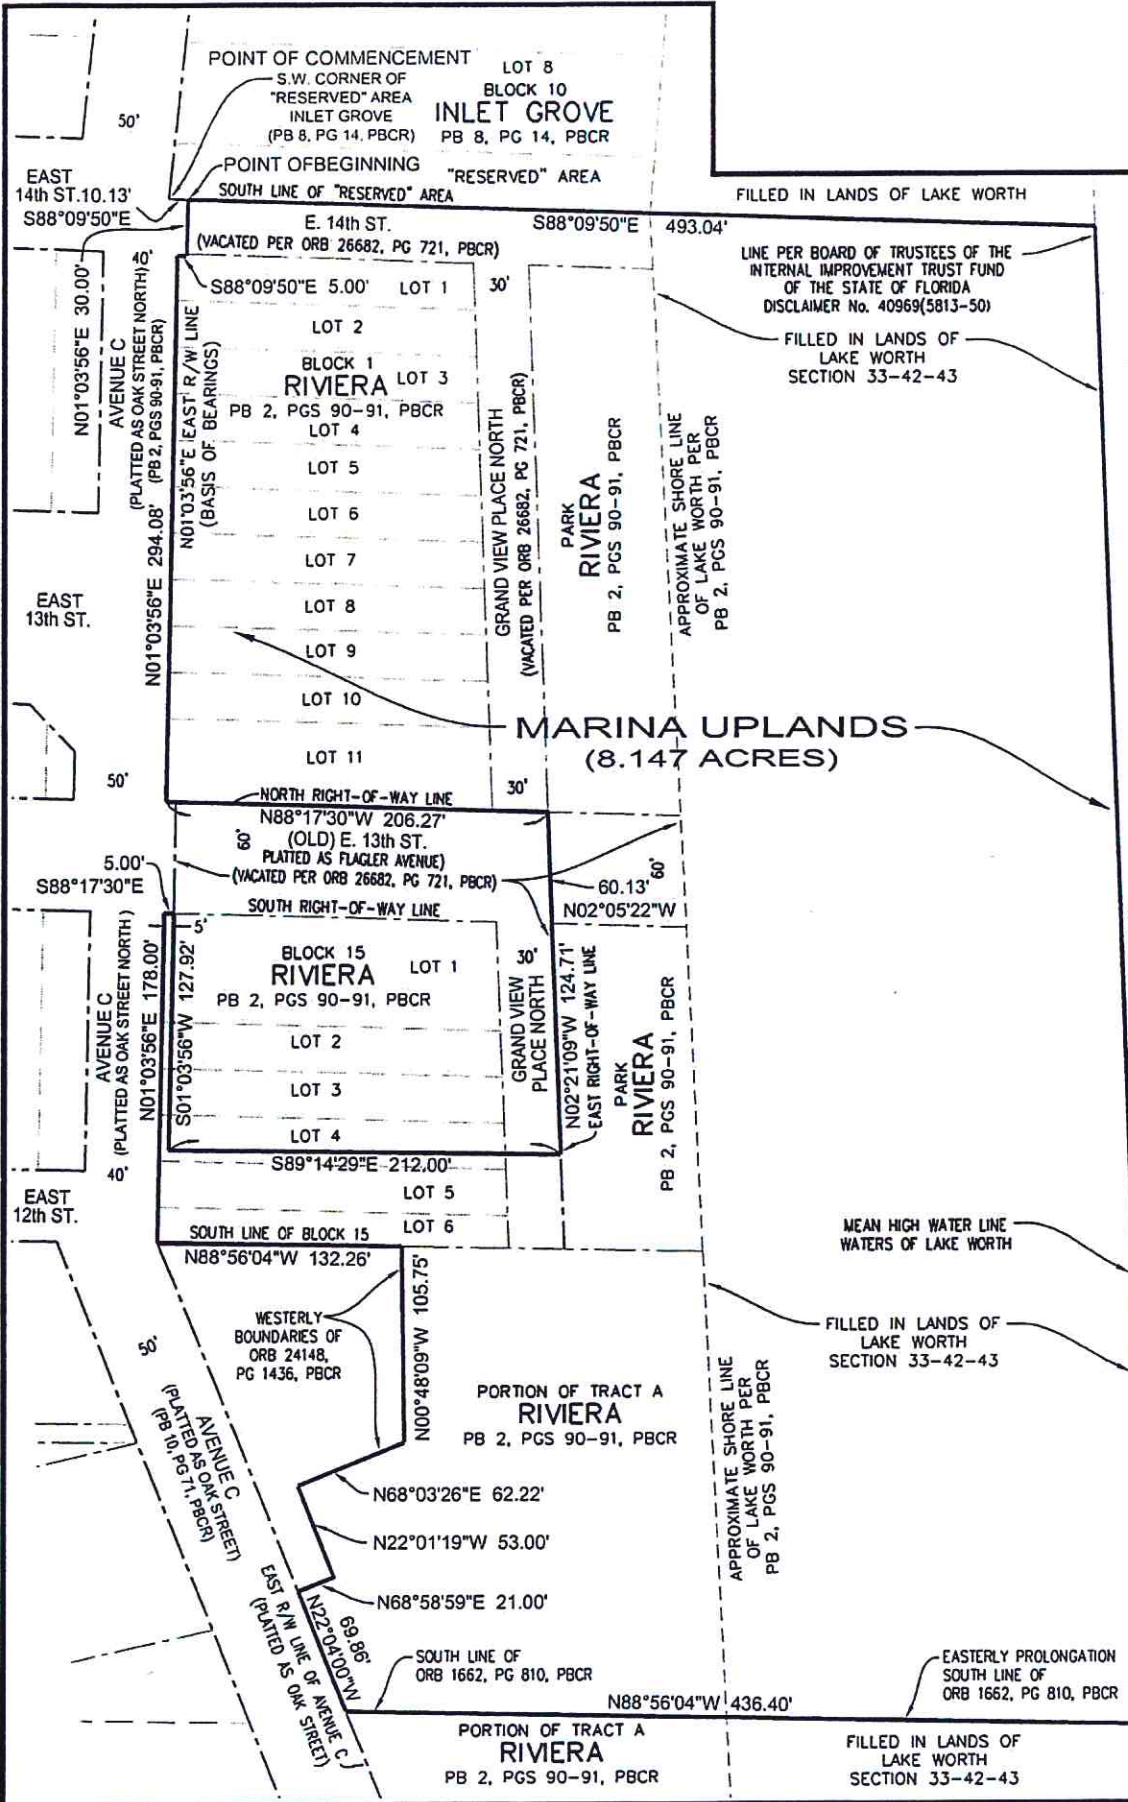 POINT OF COMMENCEMENT
S.W. CORNER OF
"RESERVED" AREA
INLET GROVE
(PB 8, PG 14, PBCR)
LOT 8
BLOCK 10
INLET GROVE
PB 8, PG 14, PBCR
50'
POINT OFBEGINNING
"RESERVED" AREA
SOUTH LINE OF "RESERVED" AREA
FILLED IN LANDS OF LAKE WORTH
EAST
14th ST.
10.13'
S88°09'50"E
E. 14th ST.
(VACATED PER ORB 26682, PG 721, PBCR)
S88°09'50"E 493.04'
LINE PER BOARD OF TRUSTEES OF THE
INTERNAL IMPROVEMENT TRUST FUND
OF THE STATE OF FLORIDA
DISCLAIMER No. 40969(5813-50)
N01°03'56"E 30.00'
40'
S88°09'50"E 5.00'
LOT 1
30'
LOT 2
BLOCK 1
RIVIERA
PB 2, PGS 90-91, PBCR
LOT 3
LOT 4
LOT 5
LOT 6
LOT 7
LOT 8
LOT 9
LOT 10
LOT 11
FILLED IN LANDS OF
LAKE WORTH
SECTION 33-42-43
AVENUE C
(PLATTED AS OAK STREET NORTH)
(PB 2, PGS 90-91, PBCR)
N01°03'56"E 294.08'
N01°03'56"E EAST R/W LINE
(BASIS OF BEARINGS)
GRAND VIEW PLACE NORTH
(VACATED PER ORB 26682, PG 721, PBCR)
PARK
RIVIERA
PB 2, PGS 90-91, PBCR
APPROXIMATE SHORE LINE
OF LAKE WORTH PER
PB 2, PGS 90-91, PBCR
EAST
13th ST.
MARINA UPLANDS
(8.147 ACRES)
50'
30'
NORTH RIGHT-OF-WAY LINE
N88°17'30"W 206.27'
60'
(OLD) E. 13th ST.
PLATTED AS FLAGLER AVENUE)
(VACATED PER ORB 26682, PG 721, PBCR)
5.00'
S88°17'30"E
60.13'
60'
N02°05'22"W
SOUTH RIGHT-OF-WAY LINE
5'
BLOCK 15
RIVIERA
PB 2, PGS 90-91, PBCR
LOT 1
30'
LOT 2
LOT 3
LOT 4
AVENUE C
(PLATTED AS OAK STREET NORTH )
N01°03'56"E 178.00'
S01°03'56"W 127.92'
GRAND VIEW
PLACE NORTH
N02°21'09"W 124.71'
EAST RIGHT-OF-WAY LINE
PARK
RIVIERA
PB 2, PGS 90-91, PBCR
S89°14'29"E 212.00'
40'
LOT 5
LOT 6
EAST
12th ST.
SOUTH LINE OF BLOCK 15
N88°56'04"W 132.26'
MEAN HIGH WATER LINE
WATERS OF LAKE WORTH
WESTERLY
BOUNDARIES OF
ORB 24148,
PG 1436, PBCR
N00°48'09"W 105.75'
FILLED IN LANDS OF
LAKE WORTH
SECTION 33-42-43
50'
AVENUE C
(PLATTED AS OAK STREET)
(PB 10, PG 71, PBCR)
PORTION OF TRACT A
RIVIERA
PB 2, PGS 90-91, PBCR
APPROXIMATE SHORE LINE
OF LAKE WORTH PER
PB 2, PGS 90-91, PBCR
N68°03'26"E 62.22'
N22°01'19"W 53.00'
N68°58'59"E 21.00'
69.86'
N22°04'00"W
EAST R/W LINE OF AVENUE C
(PLATTED AS OAK STREET)
SOUTH LINE OF
ORB 1662, PG 810, PBCR
N88°56'04"W 436.40'
EASTERLY PROLONGATION
SOUTH LINE OF
ORB 1662, PG 810, PBCR
PORTION OF TRACT A
RIVIERA
PB 2, PGS 90-91, PBCR
FILLED IN LANDS OF
LAKE WORTH
SECTION 33-42-43